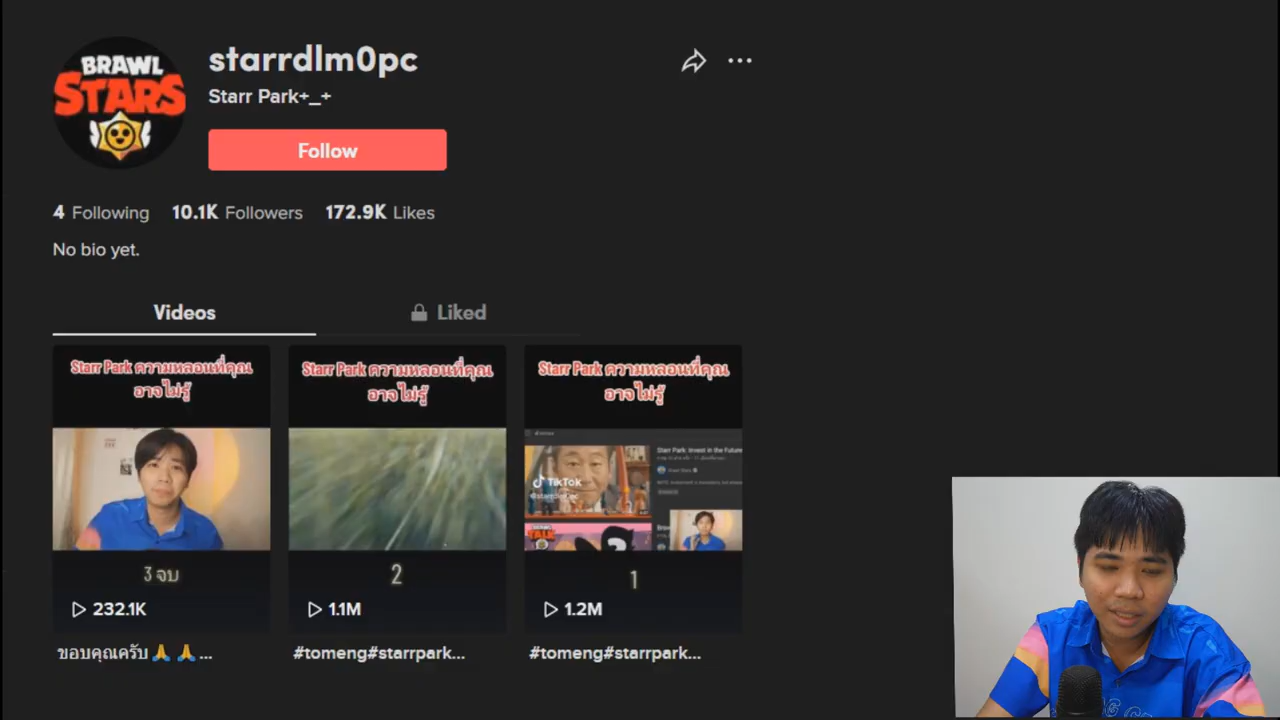 BRAWL
STARS
starrdlm0pc
Starr Park+_+
Follow
4 Following 10.1K Followers 172.9K Likes
No bio yet.
Videos
Liked
Starr Park ความหลอนที่คุณ
อาจไม่รู้
3 จบ
232.1K
ขอบคุณครับ🙏🙏...
Starr Park ความหลอนที่คุณ
อาจไม่รู้
2
1.1M
#tomeng#starrpark...
Starr Park ความหลอนที่คุณ
อาจไม่รู้
Starr Park: Invest in the Future
TikTok
@starrdlm0pc
BRAWL
TALK
1
1.2M
#tomeng#starrpark...